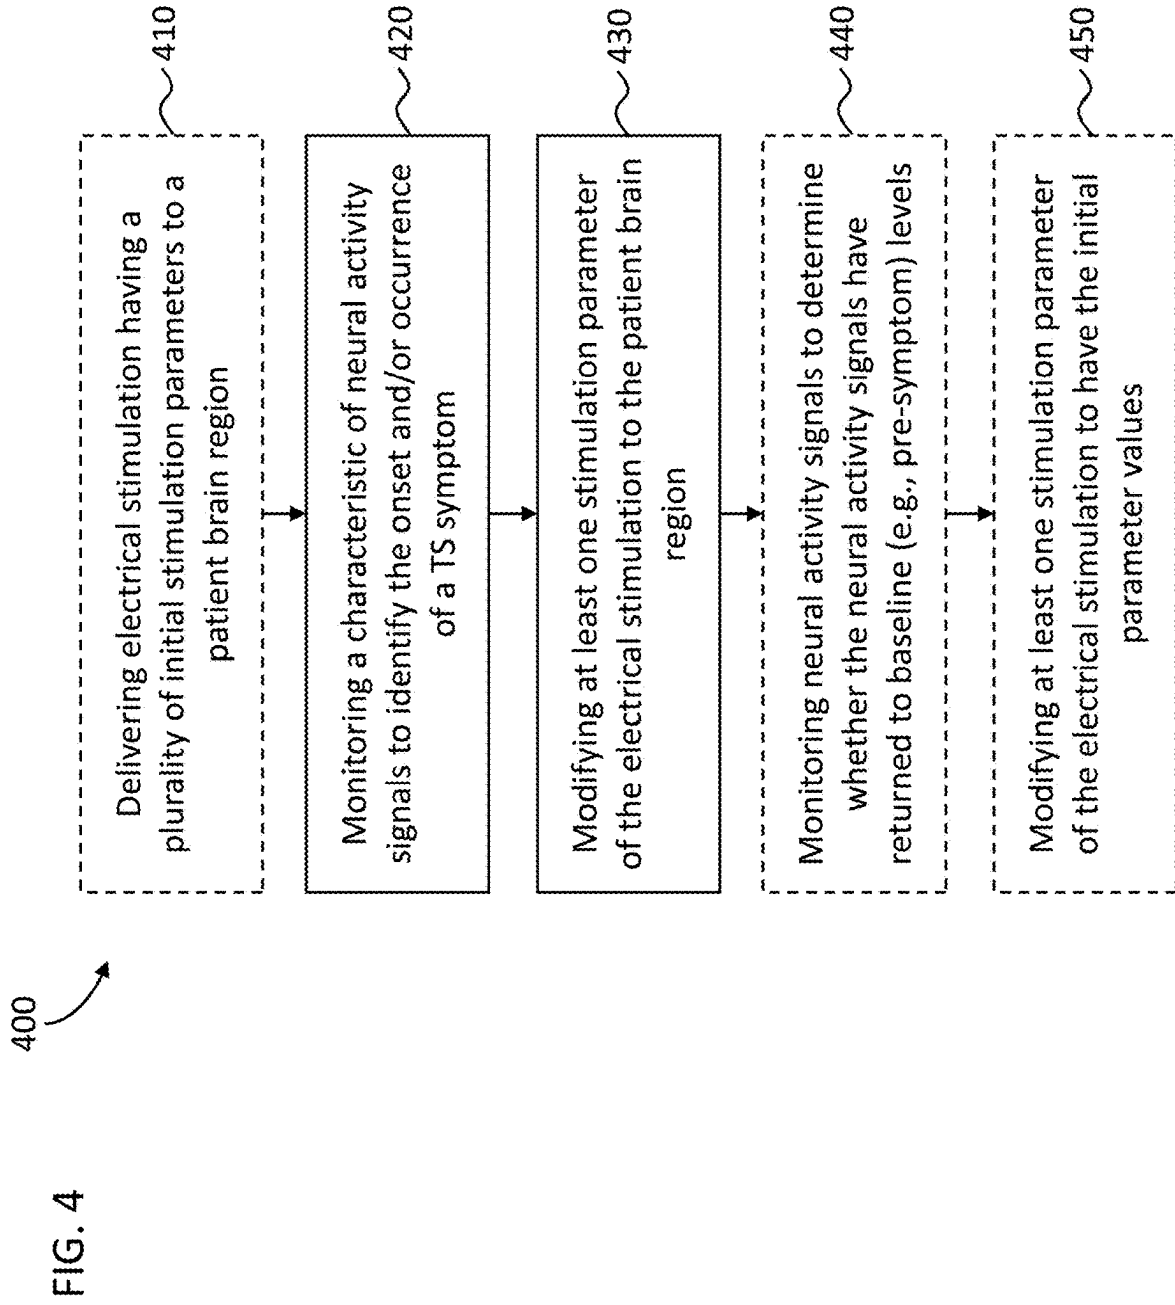 FIG. 4
400
Delivering electrical stimulation having a
plurality of initial stimulation parameters to a
patient brain region
410
Monitoring a characteristic of neural activity
signals to identify the onset and/or occurrence
of a TS symptom
420
Modifying at least one stimulation parameter
of the electrical stimulation to the patient brain
region
430
Monitoring neural activity signals to determine
whether the neural activity signals have
returned to baseline (e.g., pre-symptom) levels
440
Modifying at least one stimulation parameter
of the electrical stimulation to have the initial
parameter values
450